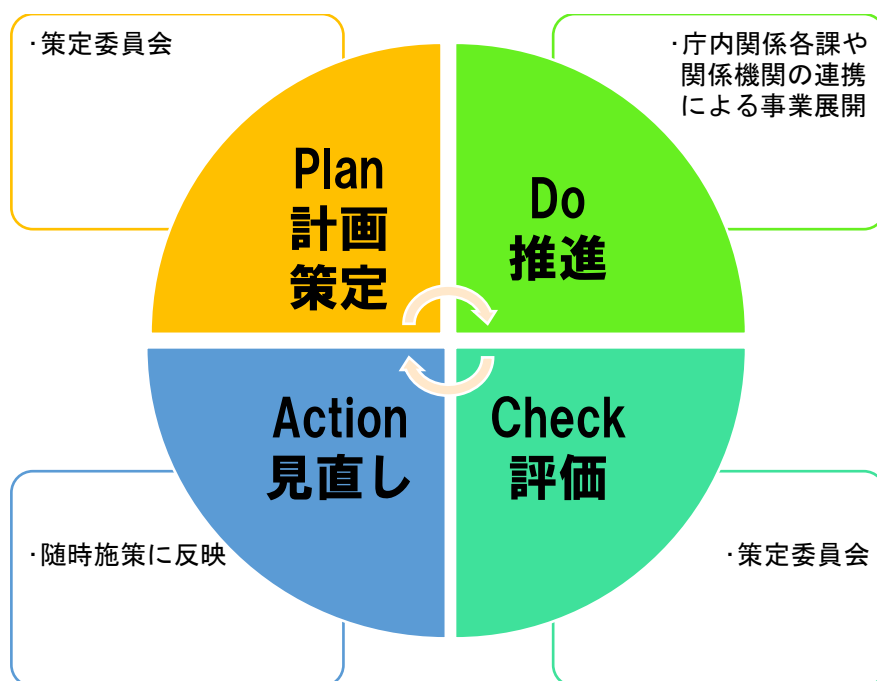 ・策定委員会
・庁内関係各課や
関係機関の連携
による事業展開
Plan
計画
策定
Do
推進
Action
見直し
Check
評価
・随時施策に反映
・策定委員会